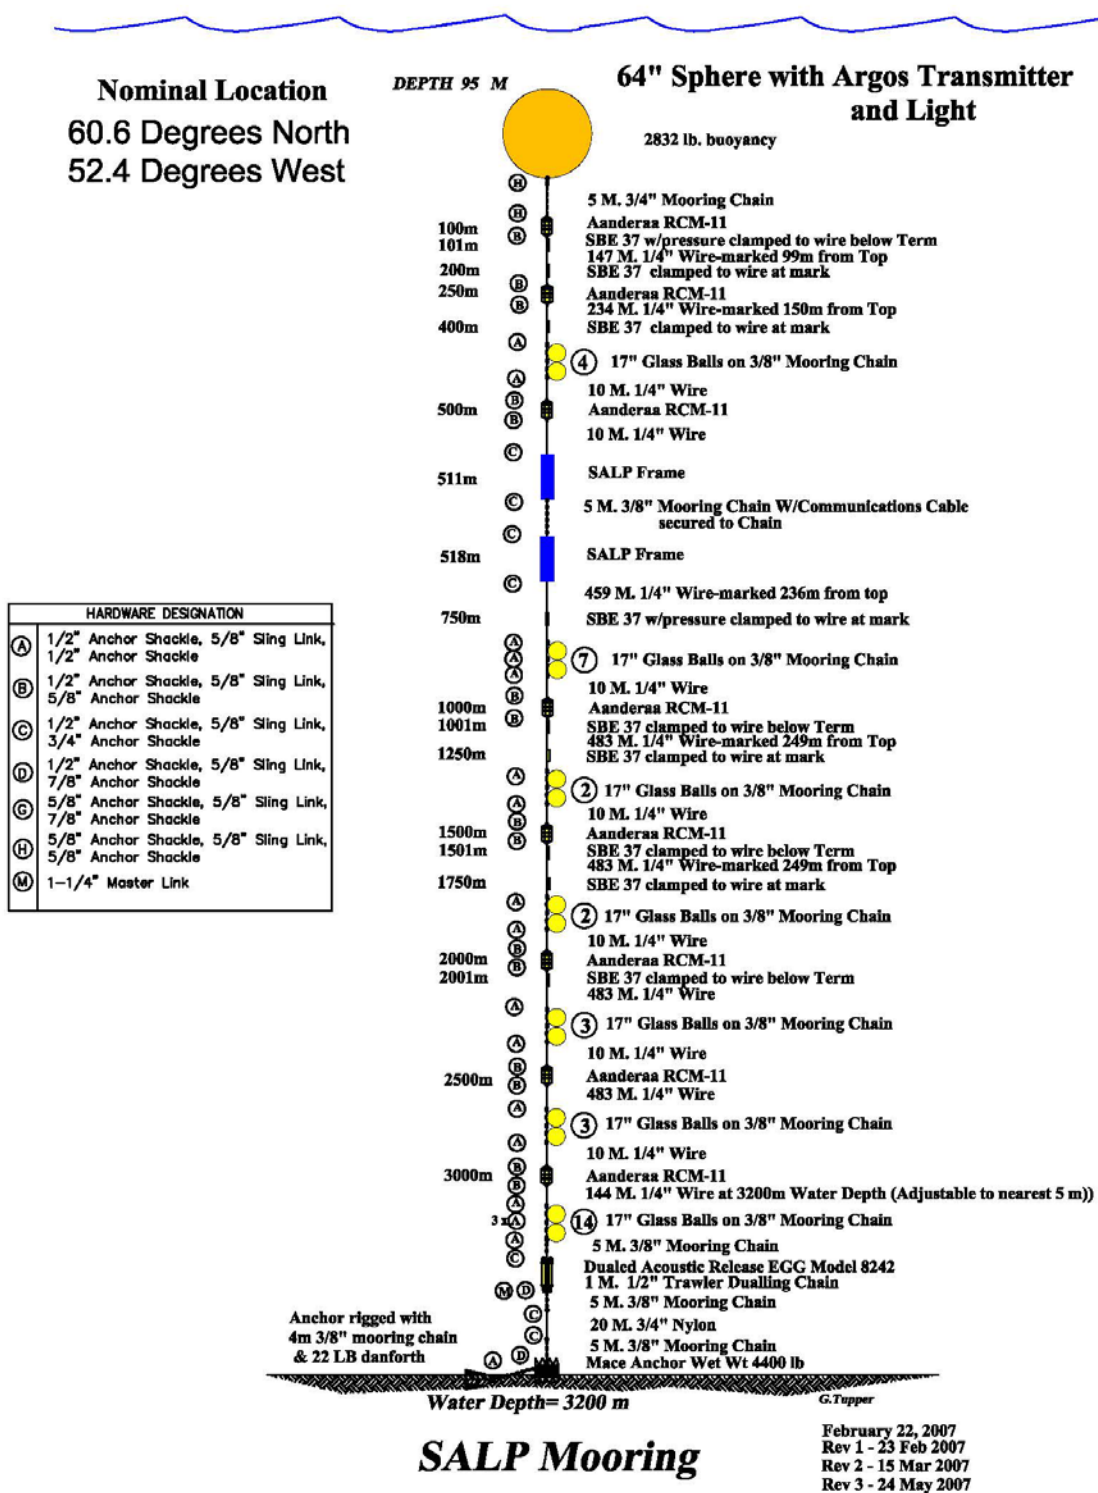 Nominal Location
60.6 Degrees North
52.4 Degrees West
DEPTH 95 M
64" Sphere with Argos Transmitter
and Light
2832 lb. buoyancy
H
5 M. 3/4" Mooring Chain
H
100m
Aanderaa RCM-11
B
101m
SBE 37 w/pressure clamped to wire below Term
147 M. 1/4" Wire-marked 99m from Top
200m
SBE 37 clamped to wire at mark
B
250m
Aanderaa RCM-11
B
234 M. 1/4" Wire-marked 150m from Top
400m
SBE 37 clamped to wire at mark
A
4 17" Glass Balls on 3/8" Mooring Chain
A
10 M. 1/4" Wire
B
500m
Aanderaa RCM-11
B
10 M. 1/4" Wire
C
511m
SALP Frame
C
5 M. 3/8" Mooring Chain W/Communications Cable
secured to Chain
C
518m
SALP Frame
C
459 M. 1/4" Wire-marked 236m from top
750m
SBE 37 w/pressure clamped to wire at mark
A
A
7 17" Glass Balls on 3/8" Mooring Chain
A
10 M. 1/4" Wire
B
1000m
Aanderaa RCM-11
B
1001m
SBE 37 clamped to wire below Term
483 M. 1/4" Wire-marked 249m from Top
1250m
SBE 37 clamped to wire at mark
A
2 17" Glass Balls on 3/8" Mooring Chain
A
10 M. 1/4" Wire
B
1500m
Aanderaa RCM-11
B
1501m
SBE 37 clamped to wire below Term
483 M. 1/4" Wire-marked 249m from Top
1750m
SBE 37 clamped to wire at mark
A
2 17" Glass Balls on 3/8" Mooring Chain
A
10 M. 1/4" Wire
B
2000m
Aanderaa RCM-11
B
2001m
SBE 37 clamped to wire below Term
483 M. 1/4" Wire
A
3 17" Glass Balls on 3/8" Mooring Chain
A
10 M. 1/4" Wire
B
2500m
Aanderaa RCM-11
B
483 M. 1/4" Wire
A
3 17" Glass Balls on 3/8" Mooring Chain
A
10 M. 1/4" Wire
B
3000m
Aanderaa RCM-11
B
144 M. 1/4" Wire at 3200m Water Depth (Adjustable to nearest 5 m))
A
3 x A
14 17" Glass Balls on 3/8" Mooring Chain
A
5 M. 3/8" Mooring Chain
C
Dualed Acoustic Release EGG Model 8242
1 M. 1/2" Trawler Dualling Chain
M D
5 M. 3/8" Mooring Chain
C
20 M. 3/4" Nylon
C
5 M. 3/8" Mooring Chain
A D
Mace Anchor Wet Wt 4400 lb
Anchor rigged with
4m 3/8" mooring chain
& 22 LB danforth
HARDWARE DESIGNATION
A 1/2" Anchor Shackle, 5/8" Sling Link,
1/2" Anchor Shackle
B 1/2" Anchor Shackle, 5/8" Sling Link,
5/8" Anchor Shackle
C 1/2" Anchor Shackle, 5/8" Sling Link,
3/4" Anchor Shackle
D 1/2" Anchor Shackle, 5/8" Sling Link,
7/8" Anchor Shackle
G 5/8" Anchor Shackle, 5/8" Sling Link,
7/8" Anchor Shackle
H 5/8" Anchor Shackle, 5/8" Sling Link,
5/8" Anchor Shackle
M 1-1/4" Master Link
Water Depth= 3200 m
G.Tupper
SALP Mooring
February 22, 2007
Rev 1 - 23 Feb 2007
Rev 2 - 15 Mar 2007
Rev 3 - 24 May 2007